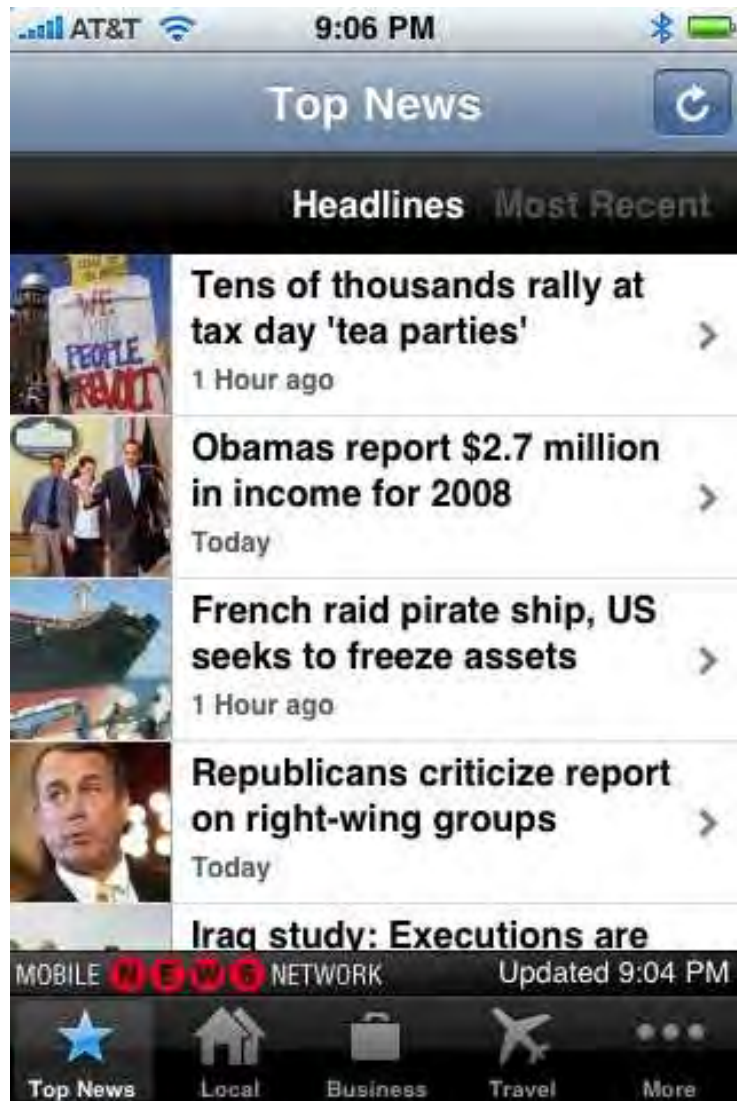 AT&T 9:06 PM
Top News
Headlines Most Recent
WE
PEOPLE
REVOLT
Tens of thousands rally at
tax day 'tea parties'
1 Hour ago
Obamas report $2.7 million
in income for 2008
Today
French raid pirate ship, US
seeks to freeze assets
1 Hour ago
Republicans criticize report
on right-wing groups
Today
Iraq study: Executions are
MOBILE NEWS NETWORK Updated 9:04 PM
Top News Local Business Travel More